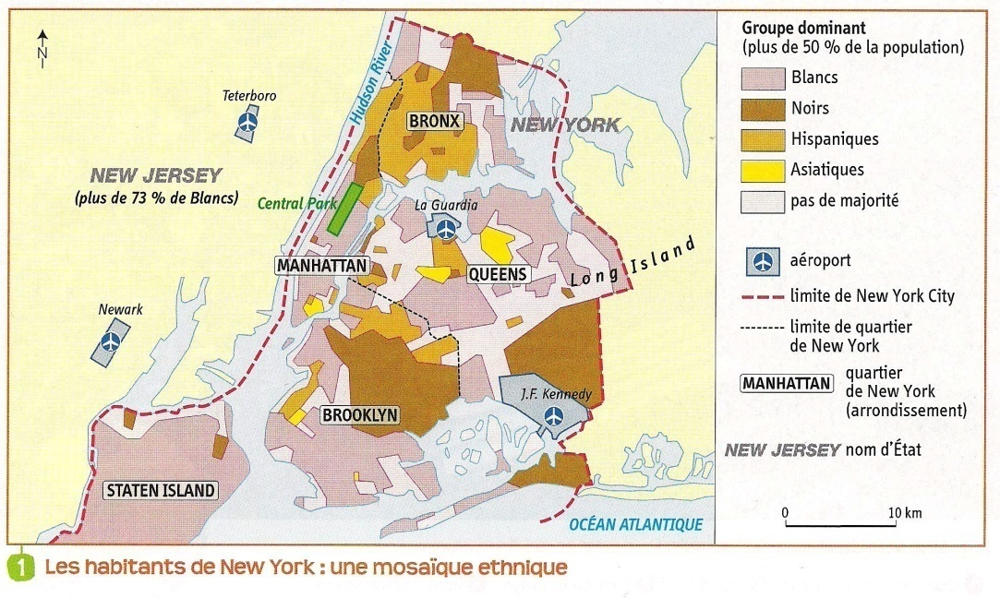 N
Teterboro
Hudson River
BRONX
NEW YORK
NEW JERSEY
(plus de 73 % de Blancs)
Central Park
La Guardia
MANHATTAN
QUEENS
Long Island
Newark
J.F. Kennedy
BROOKLYN
STATEN ISLAND
OCÉAN ATLANTIQUE
Groupe dominant
(plus de 50 % de la population)
Blancs
Noirs
Hispaniques
Asiatiques
pas de majorité
aéroport
limite de New York City
limite de quartier
de New York
MANHATTAN quartier
de New York
(arrondissement)
NEW JERSEY nom d'État
0 10 km
1 Les habitants de New York : une mosaïque ethnique